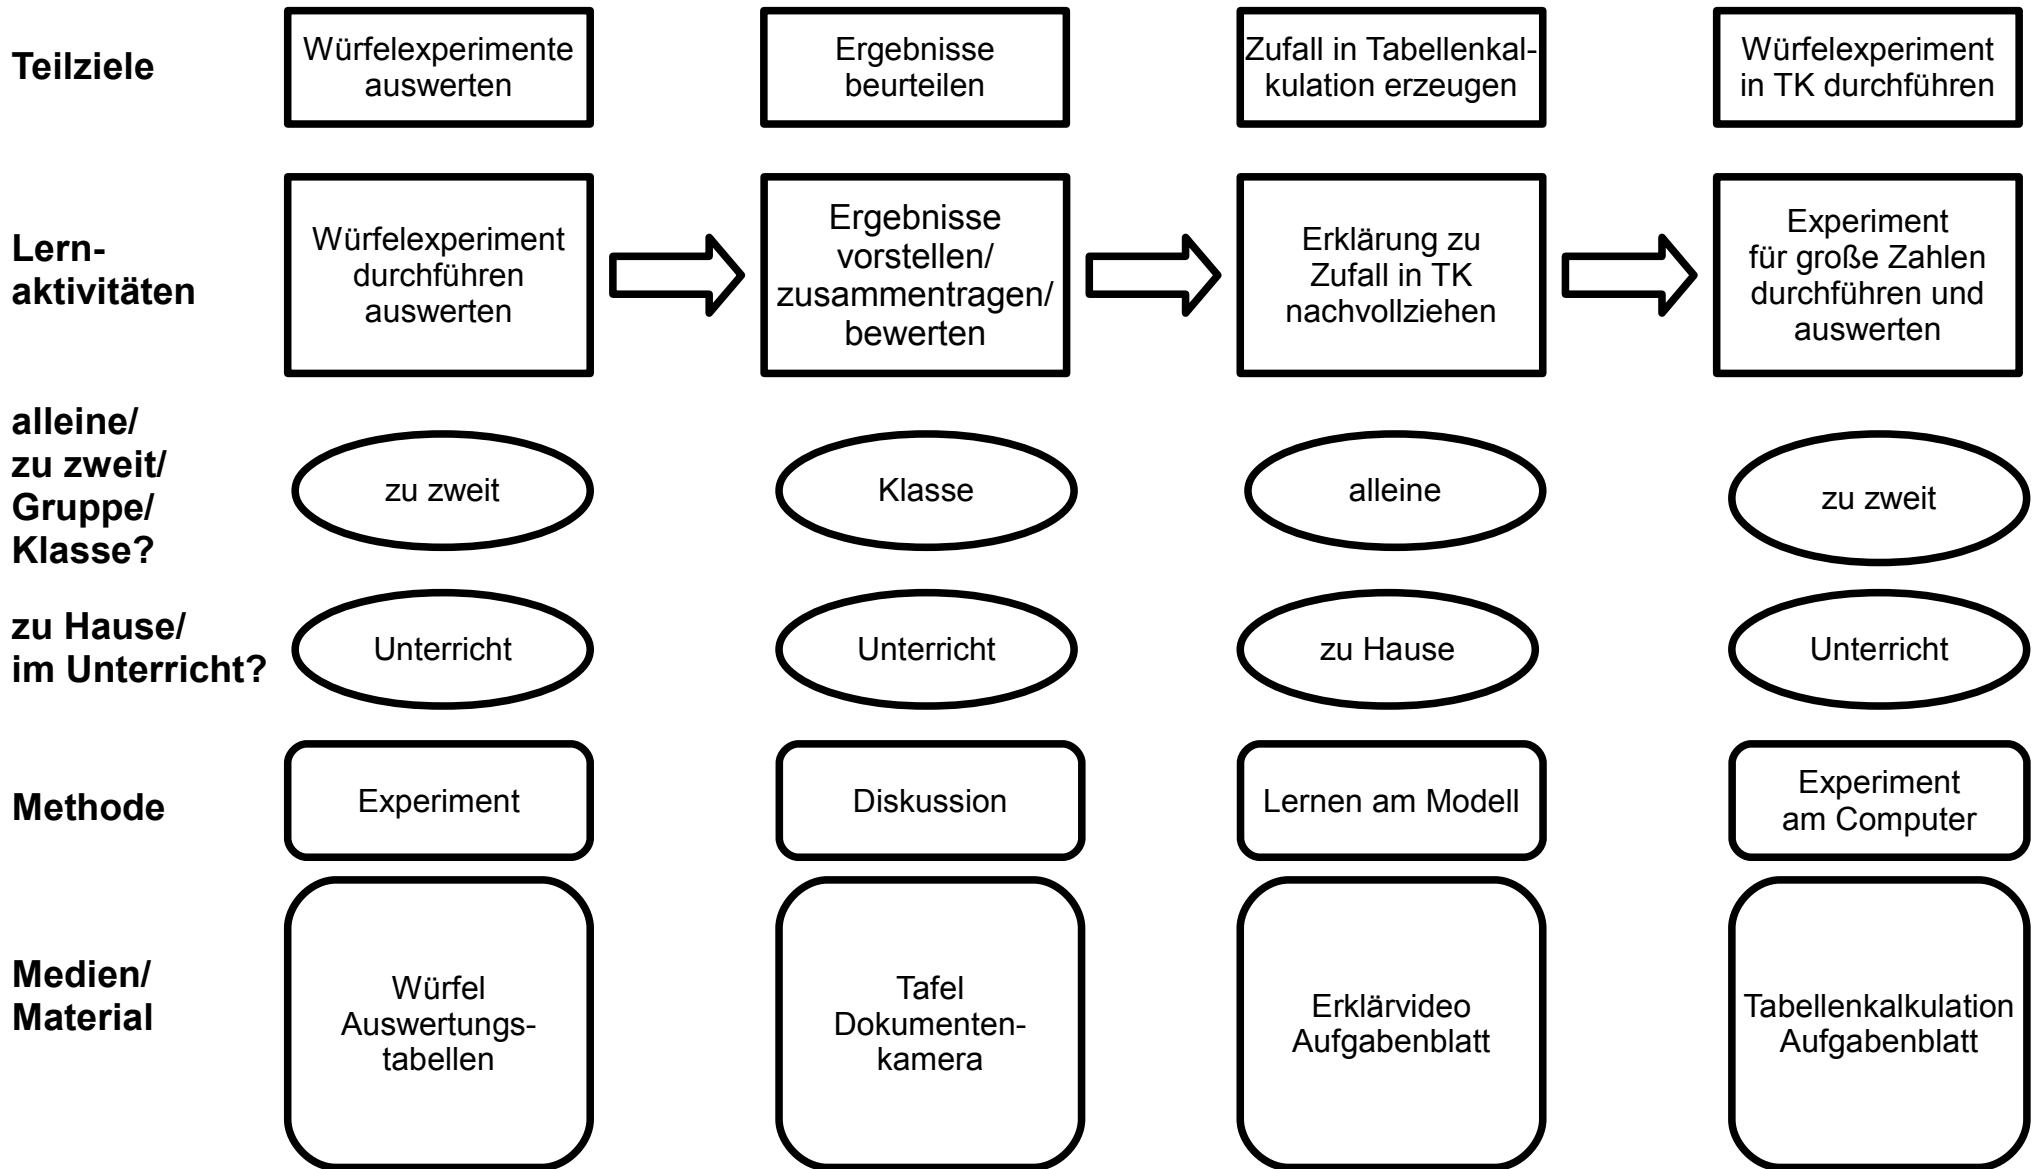 Teilziele
Würfelexperimente
auswerten
Ergebnisse
beurteilen
Zufall in Tabellenkal-
kulation erzeugen
Würfelexperiment
in TK durchführen
Lern-
aktivitäten
Würfelexperiment
durchführen
auswerten
Ergebnisse
vorstellen/
zusammentragen/
bewerten
Erklärung zu
Zufall in TK
nachvollziehen
Experiment
für große Zahlen
durchführen und
auswerten
alleine/
zu zweit/
Gruppe/
Klasse?
zu zweit
Klasse
alleine
zu zweit
zu Hause/
im Unterricht?
Unterricht
Unterricht
zu Hause
Unterricht
Methode
Experiment
Diskussion
Lernen am Modell
Experiment
am Computer
Medien/
Material
Würfel
Auswertungs-
tabellen
Tafel
Dokumenten-
kamera
Erklärvideo
Aufgabenblatt
Tabellenkalkulation
Aufgabenblatt